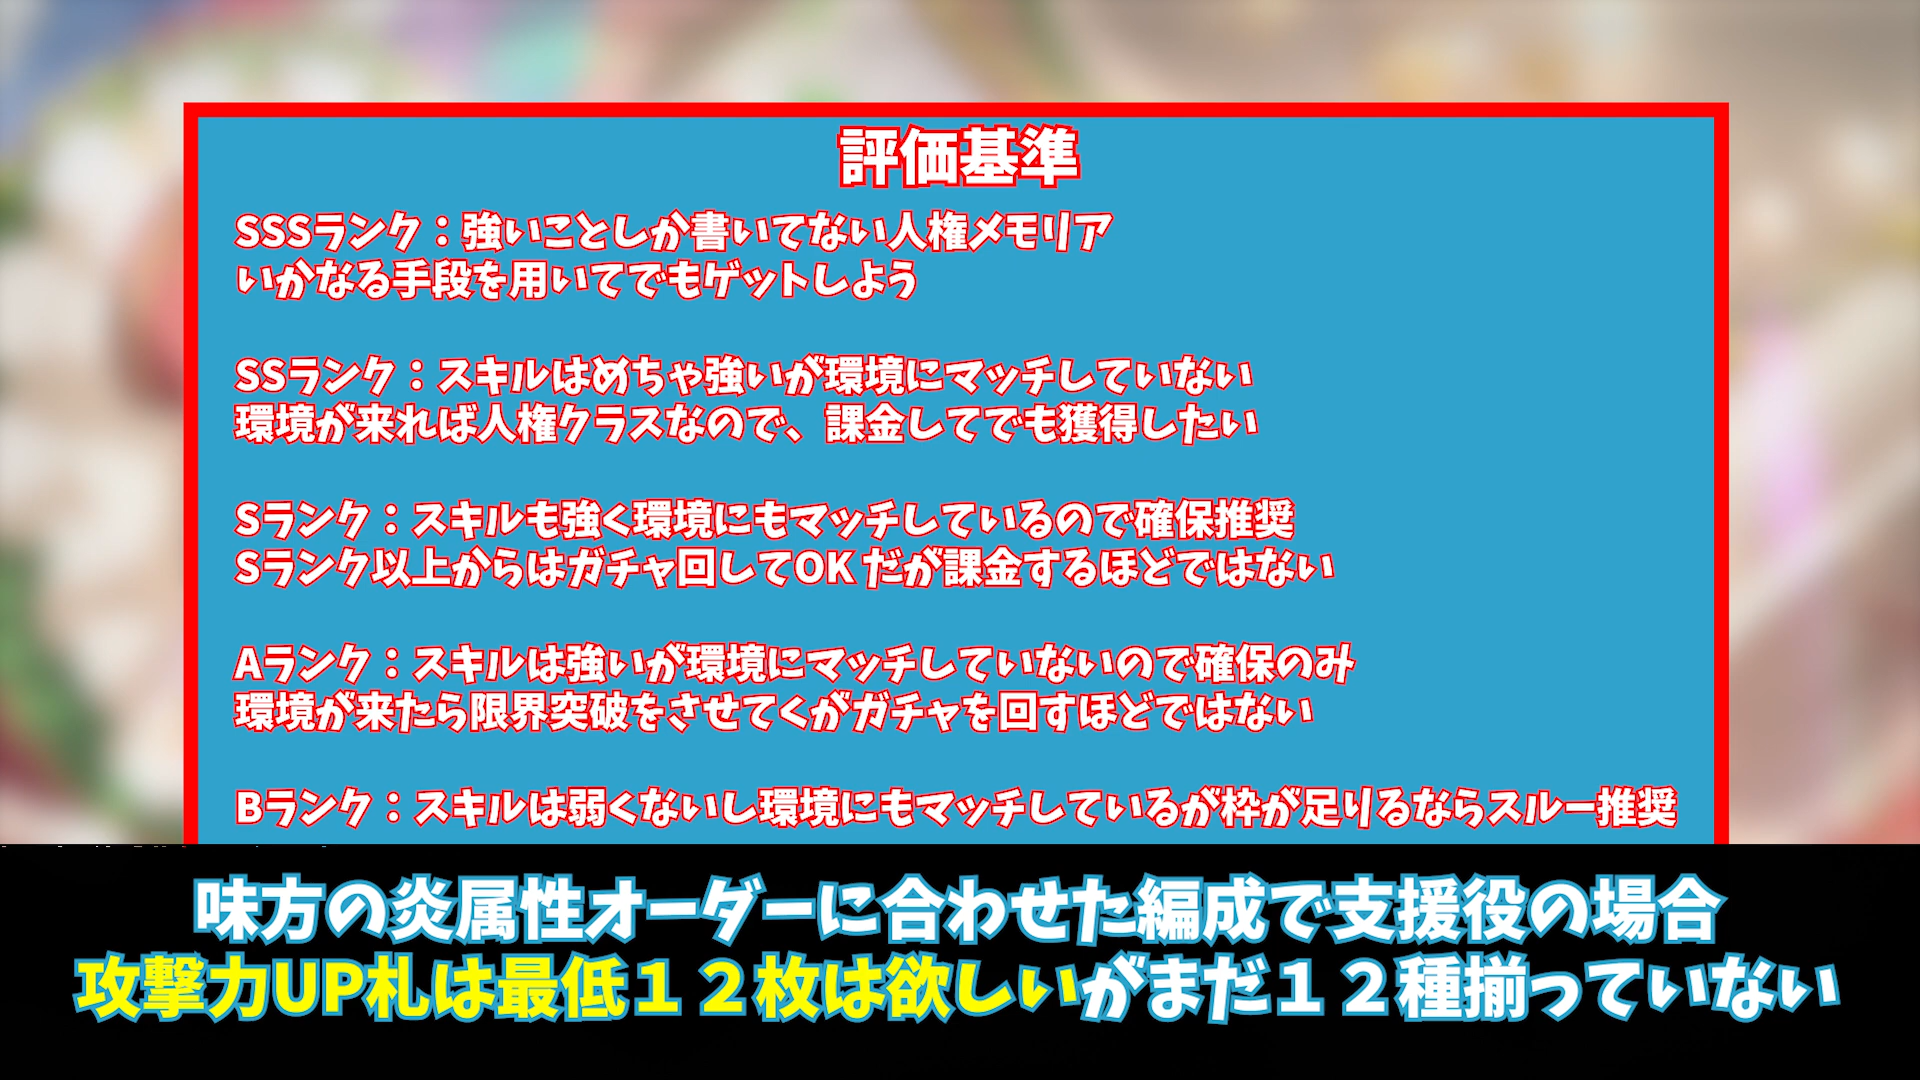 評価基準
SSSランク：強いことしか書いてない人権メモリア
いかなる手段を用いてでもゲットしよう
SSランク：スキルはめちゃ強いが環境にマッチしていない
環境が来れば人権クラスなので、課金してでも獲得したい
Sランク：スキルも強く環境にもマッチしているので確保推奨
Sランク以上からはガチャ回してOKだが課金するほどではない
Aランク：スキルは強いが環境にマッチしていないので確保のみ
環境が来たら限界突破をさせてくがガチャを回すほどではない
Bランク：スキルは弱くないし環境にもマッチしているが枠が足りるならスルー推奨
味方の炎属性オーダーに合わせた編成で支援役の場合
攻撃力UP札は最低１２枚は欲しいがまだ１２種揃っていない